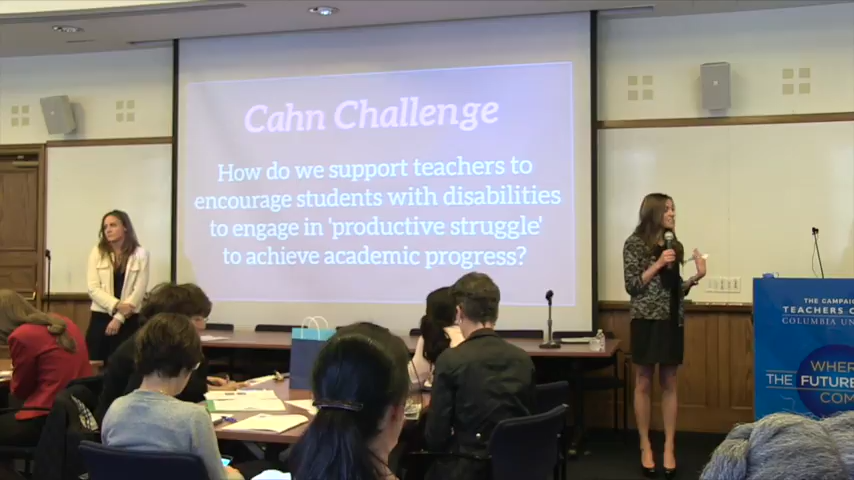 Cahn Challenge
How do we support teachers to
encourage students with disabilities
to engage in 'productive struggle'
to achieve academic progress?
THE CAMPAI
TEACHERS C
COLUMBIA UN
WHER
THE FUTURE
COM